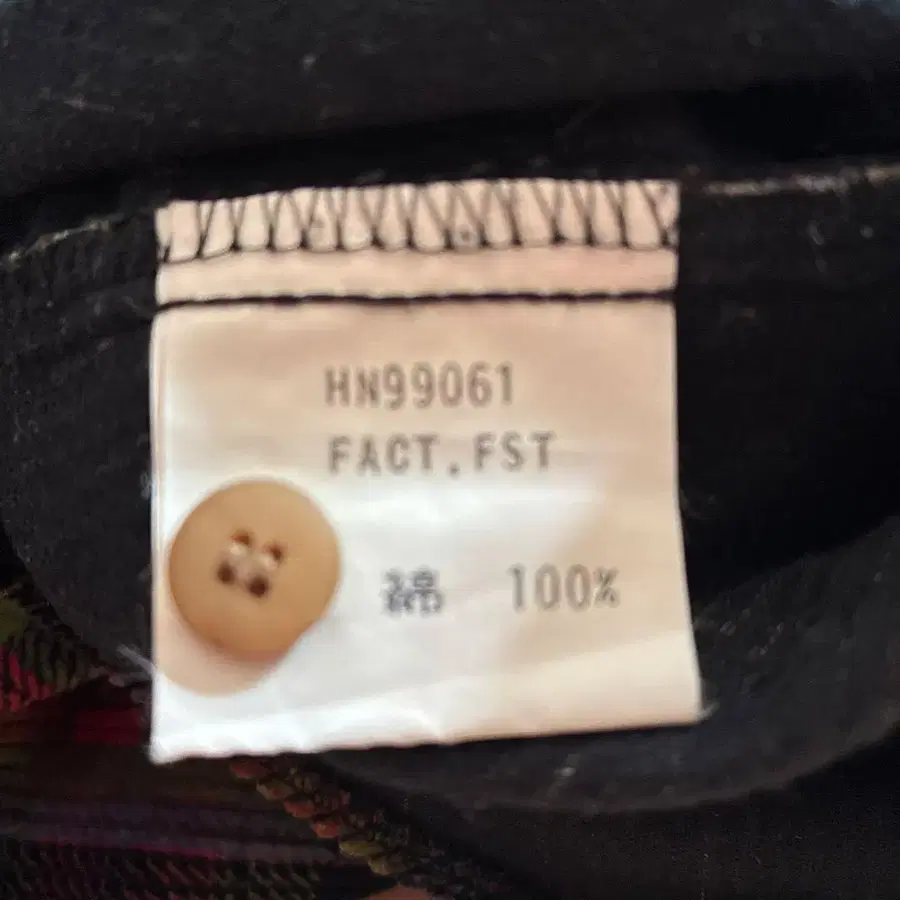 HN99061
FACT.FST
綿 100%